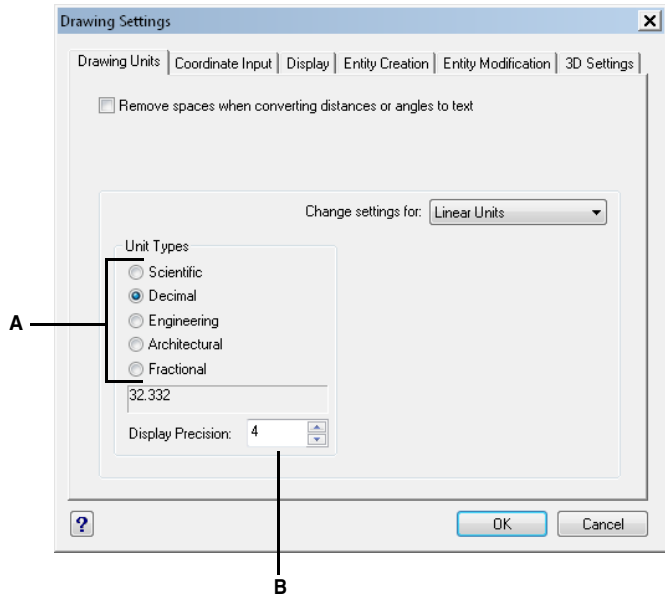 Drawing Settings
Drawing Units Coordinate Input Display Entity Creation Entity Modification 3D Settings
Remove spaces when converting distances or angles to text
Change settings for: Linear Units
Unit Types
Scientific
Decimal
A
Engineering
Architectural
Fractional
32.332
Display Precision: 4
? OK Cancel
B